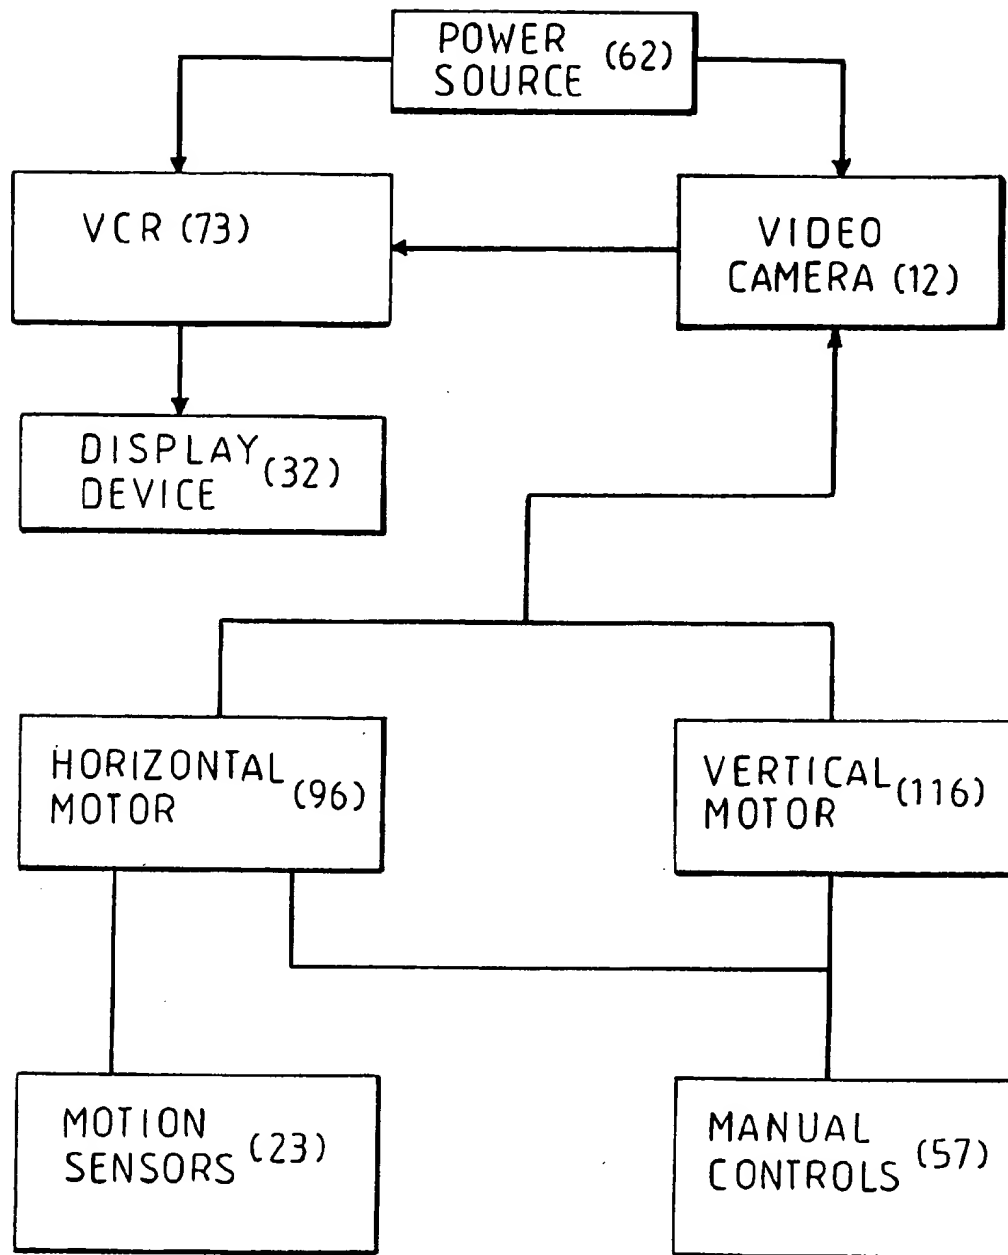 POWER
SOURCE (62)
VCR (73)
VIDEO
CAMERA (12)
DISPLAY
DEVICE (32)
HORIZONTAL
MOTOR (96)
VERTICAL
MOTOR (116)
MOTION
SENSORS (23)
MANUAL
CONTROLS (57)